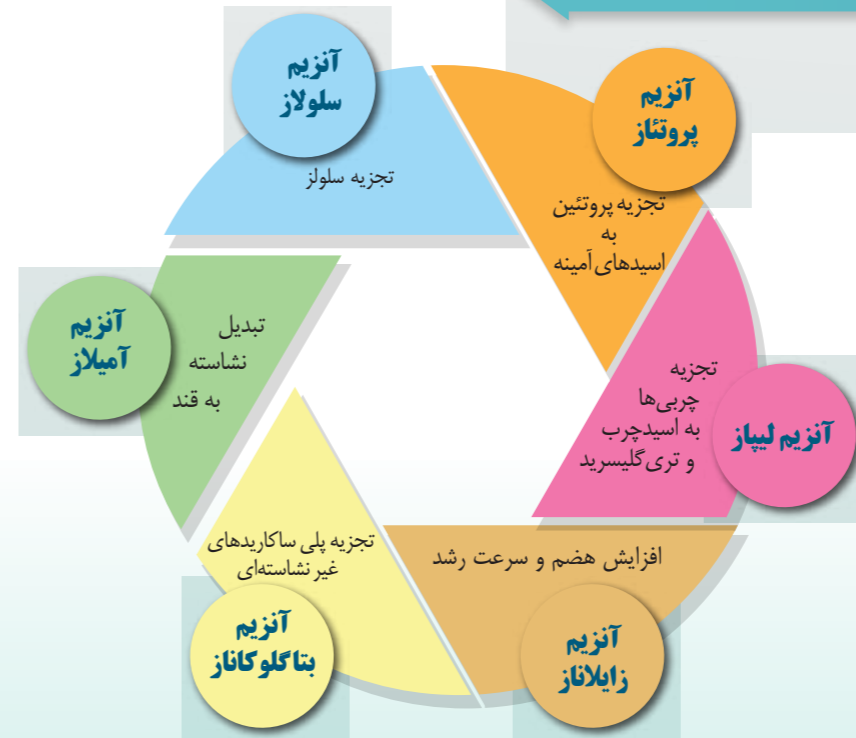 آنزیم
پروتئاز
تجزیه پروتئین
به
اسیدهای آمینه
آنزیم لیپاز
تجزیه
چربی‌ها
به اسیدچرب
و تری‌گلیسرید
آنزیم
زایلاناز
افزایش هضم و سرعت رشد
آنزیم
بتاگلوکاناز
تجزیه پلی ساکاریدهای
غیر نشاسته‌ای
آنزیم
آمیلاز
تبدیل
نشاسته
به قند
آنزیم
سلولاز
تجزیه سلولز